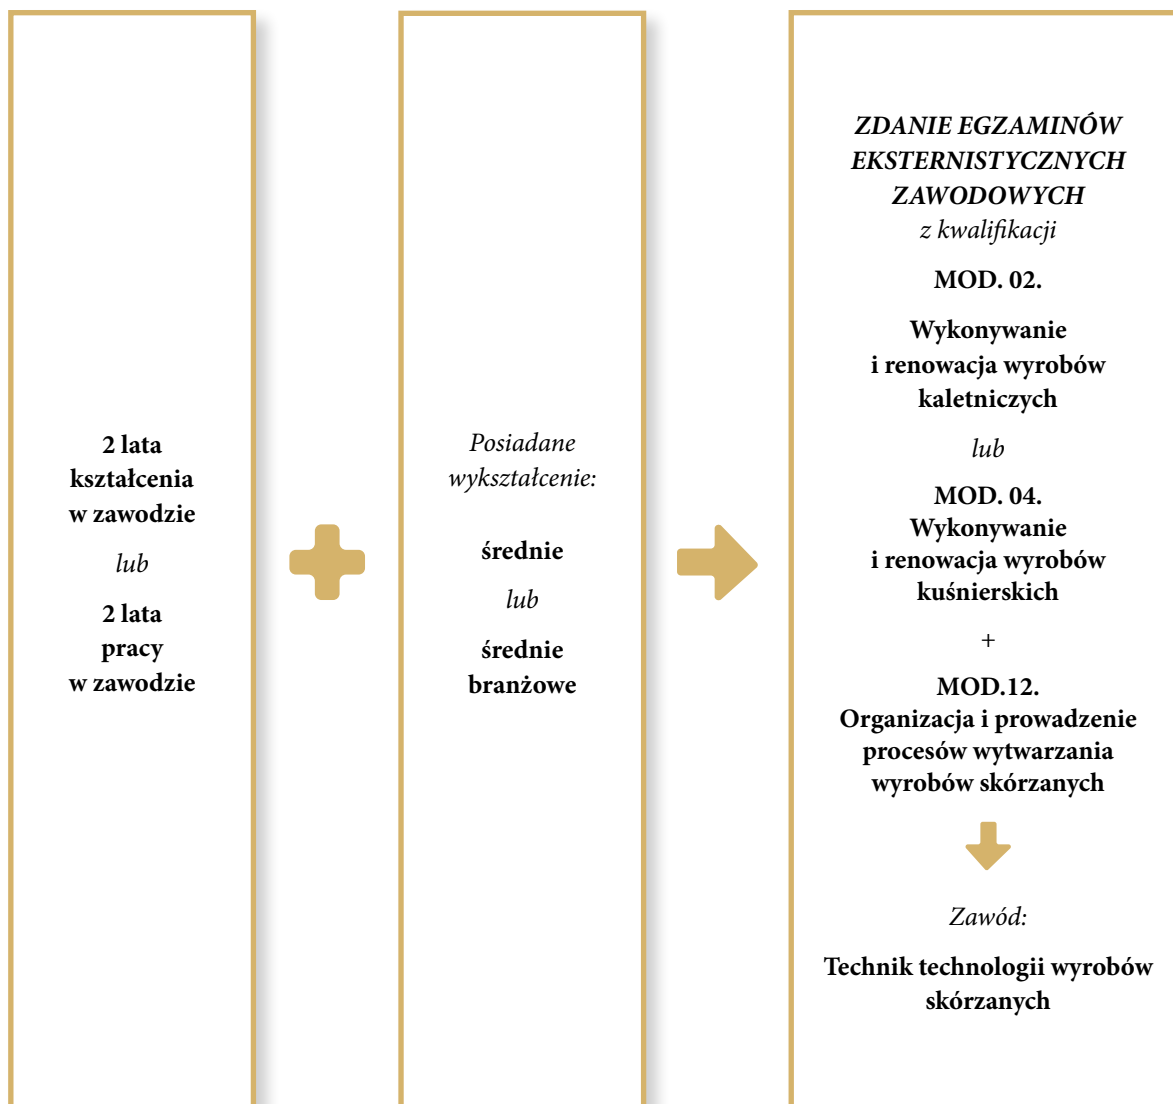 2 lata
kształcenia
w zawodzie
lub
2 lata
pracy
w zawodzie
Posiadane
wykształcenie:
średnie
lub
średnie
branżowe
ZDANIE EGZAMINÓW
EKSTERNISTYCZNYCH
ZAWODOWYCH
z kwalifikacji
MOD. 02.
Wykonywanie
i renowacja wyrobów
kaletniczych
lub
MOD. 04.
Wykonywanie
i renowacja wyrobów
kuśnierskich
+
MOD.12.
Organizacja i prowadzenie
procesów wytwarzania
wyrobów skórzanych
Zawód:
Technik technologii wyrobów
skórzanych